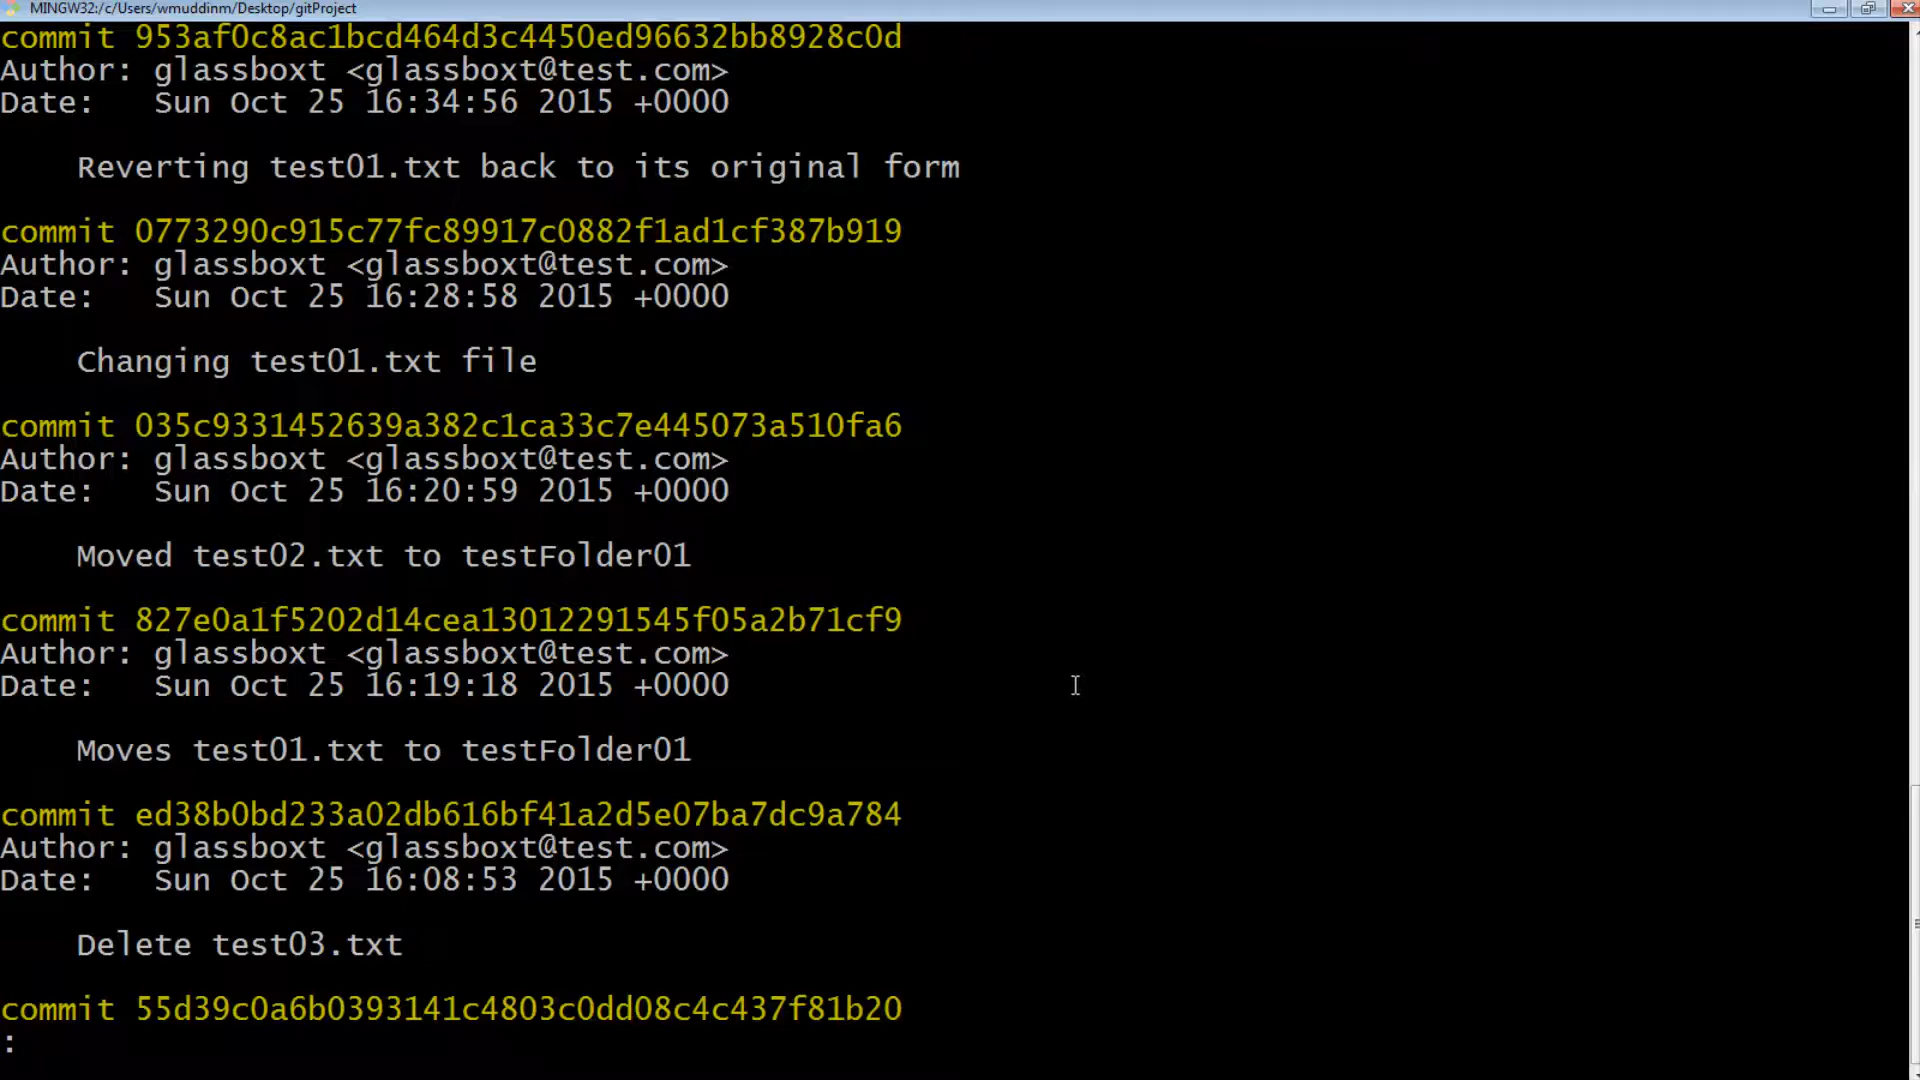 MINGW32:/c/Users/wmuddinm/Desktop/gitProject
commit 953af0c8ac1bcd464d3c4450ed96632bb8928c0d
Author: glassboxt <glassboxt@test.com>
Date:   Sun Oct 25 16:34:56 2015 +0000
    Reverting test01.txt back to its original form
commit 0773290c915c77fc89917c0882f1ad1cf387b919
Author: glassboxt <glassboxt@test.com>
Date:   Sun Oct 25 16:28:58 2015 +0000
    Changing test01.txt file
commit 035c9331452639a382c1ca33c7e445073a510fa6
Author: glassboxt <glassboxt@test.com>
Date:   Sun Oct 25 16:20:59 2015 +0000
    Moved test02.txt to testFolder01
commit 827e0a1f5202d14cea13012291545f05a2b71cf9
Author: glassboxt <glassboxt@test.com>
Date:   Sun Oct 25 16:19:18 2015 +0000
    Moves test01.txt to testFolder01
commit ed38b0bd233a02db616bf41a2d5e07ba7dc9a784
Author: glassboxt <glassboxt@test.com>
Date:   Sun Oct 25 16:08:53 2015 +0000
    Delete test03.txt
commit 55d39c0a6b0393141c4803c0dd08c4c437f81b20
: